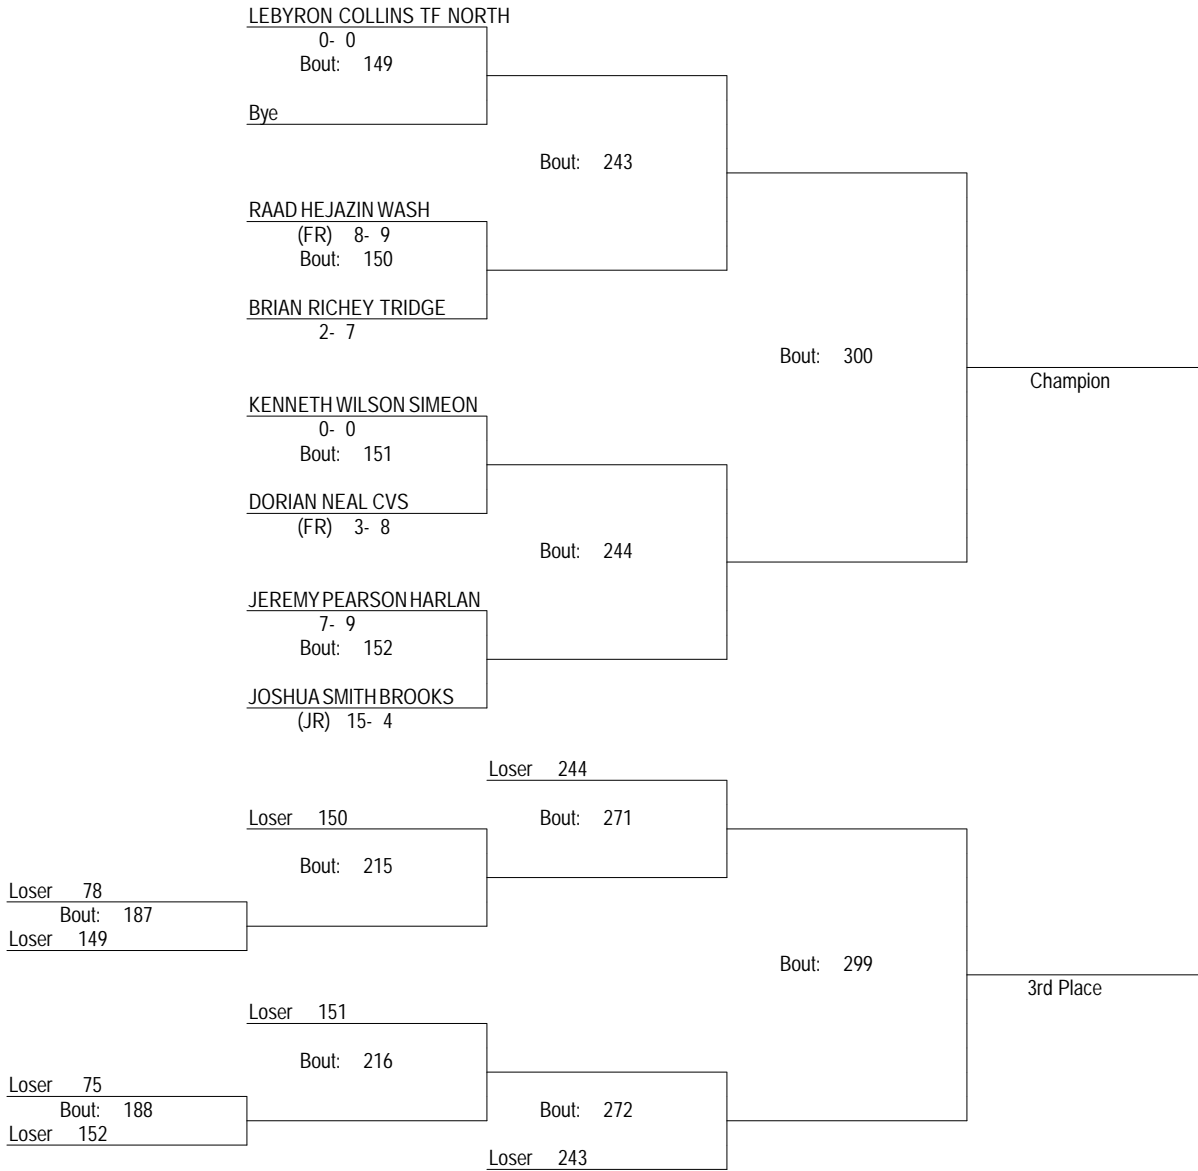 LEBYRON COLLINS TF NORTH
0- 0
Bout: 149
Bye
Bout: 243
RAAD HEJAZIN WASH
(FR) 8- 9
Bout: 150
BRIAN RICHEY TRIDGE
2- 7
Bout: 300
Champion
KENNETH WILSON SIMEON
0- 0
Bout: 151
DORIAN NEAL CVS
(FR) 3- 8
Bout: 244
JEREMY PEARSON HARLAN
7- 9
Bout: 152
JOSHUA SMITH BROOKS
(JR) 15- 4
Loser 244
Loser 150
Bout: 271
Bout: 215
Loser 78
Bout: 187
Loser 149
Bout: 299
3rd Place
Loser 151
Bout: 216
Loser 75
Bout: 188
Bout: 272
Loser 152
Loser 243